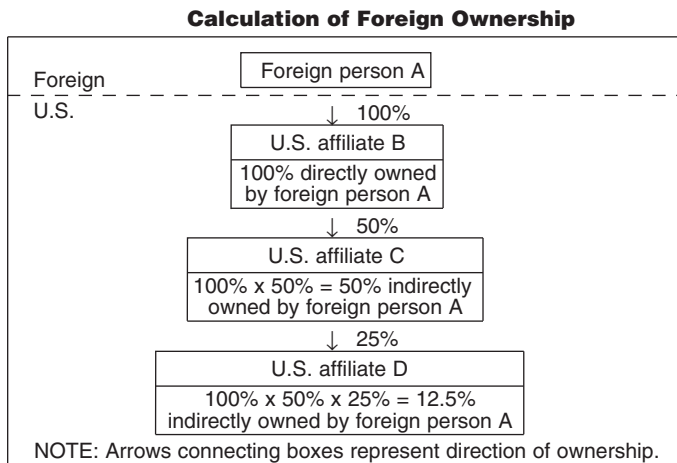 Calculation of Foreign Ownership
Foreign person A
Foreign
U.S.
↓ 100%
U.S. affiliate B
100% directly owned
by foreign person A
↓ 50%
U.S. affiliate C
100% x 50% = 50% indirectly
owned by foreign person A
↓ 25%
U.S. affiliate D
100% x 50% x 25% = 12.5%
indirectly owned by foreign person A
NOTE: Arrows connecting boxes represent direction of ownership.